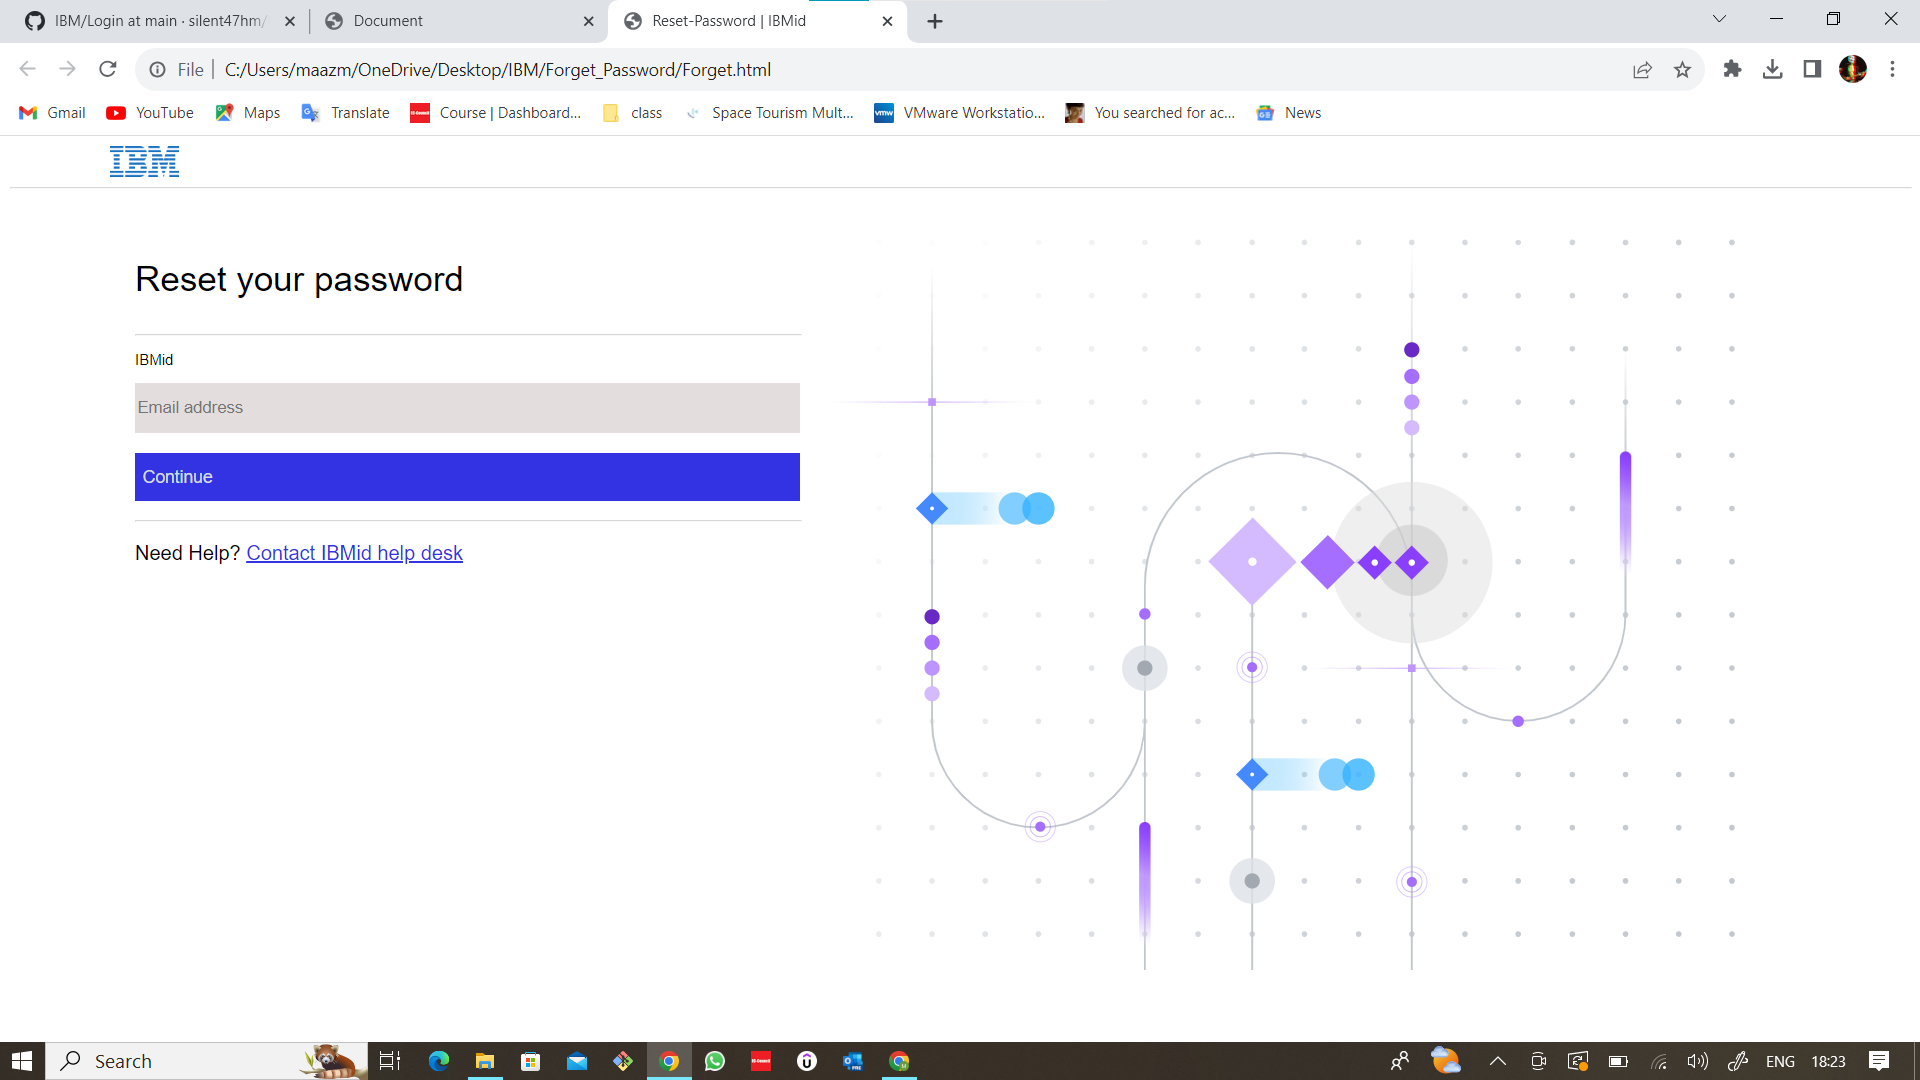 IBM/Login at main · silent47hm/
Document
Reset-Password | IBMid
File
C:/Users/maazm/OneDrive/Desktop/IBM/Forget_Password/Forget.html
Gmail
YouTube
Maps
Translate
Course | Dashboard...
class
Space Tourism Mult...
vmw
VMware Workstatio...
You searched for ac...
News
IBM
Reset your password
IBMid
Email address
Continue
Need Help? Contact IBMid help desk
Search
ENG
18:23